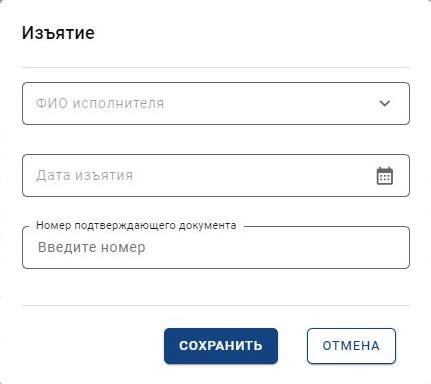 Изъятие
ФИО исполнителя
Дата изъятия
Номер подтверждающего документа
Введите номер
СОХРАНИТЬ ОТМЕНА